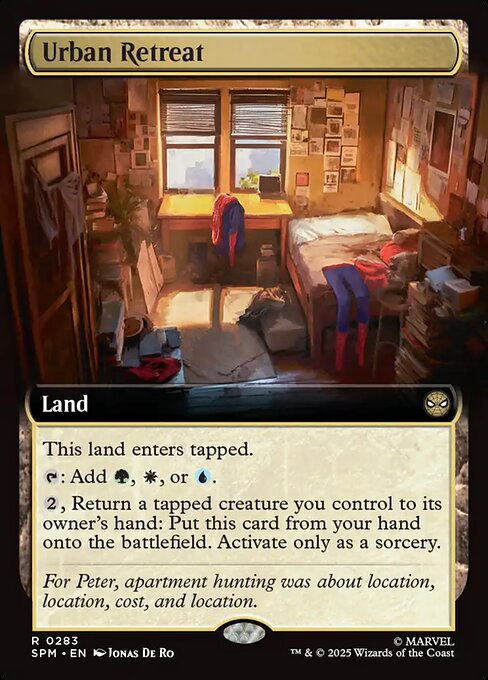 Urban Retreat
Land
This land enters tapped.
: Add , , or .
2, Return a tapped creature you control to its
owner's hand: Put this card from your hand
onto the battlefield. Activate only as a sorcery.
For Peter, apartment hunting was about location,
location, cost, and location.
R 0283
SPM • EN Jonas De Ro
© MARVEL
™ & © 2025 Wizards of the Coast